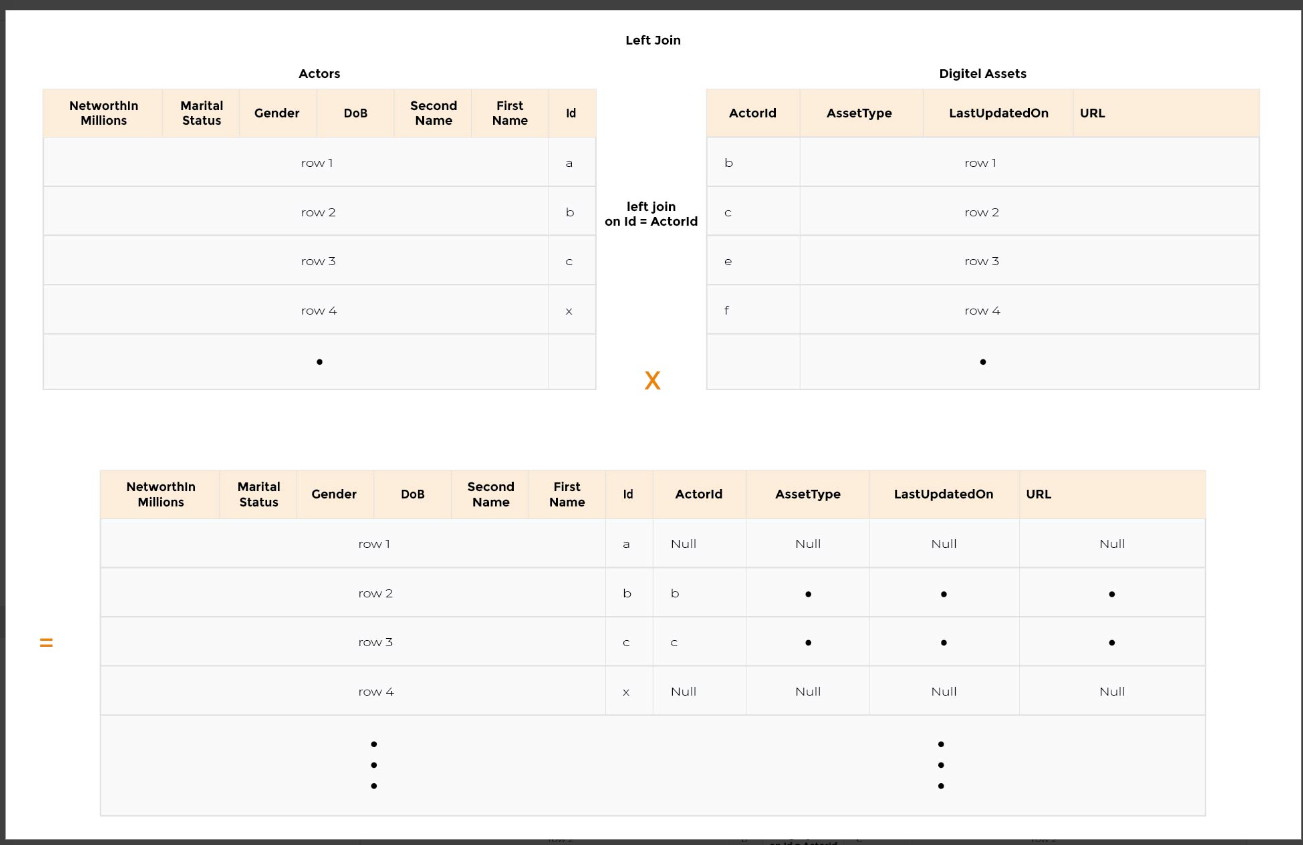 Left Join
Actors
NetworthIn Millions Marital Status Gender DoB Second Name First Name Id
row 1 a
row 2 b
row 3 c
row 4 x
•
left join
on Id = ActorId
X
Digitel Assets
ActorId AssetType LastUpdatedOn URL
b row 1
c row 2
e row 3
f row 4
•
=
NetworthIn Millions Marital Status Gender DoB Second Name First Name Id ActorId AssetType LastUpdatedOn URL
row 1 a Null Null Null Null
row 2 b b • • •
row 3 c c • • •
row 4 x Null Null Null Null
• •
• •
• •